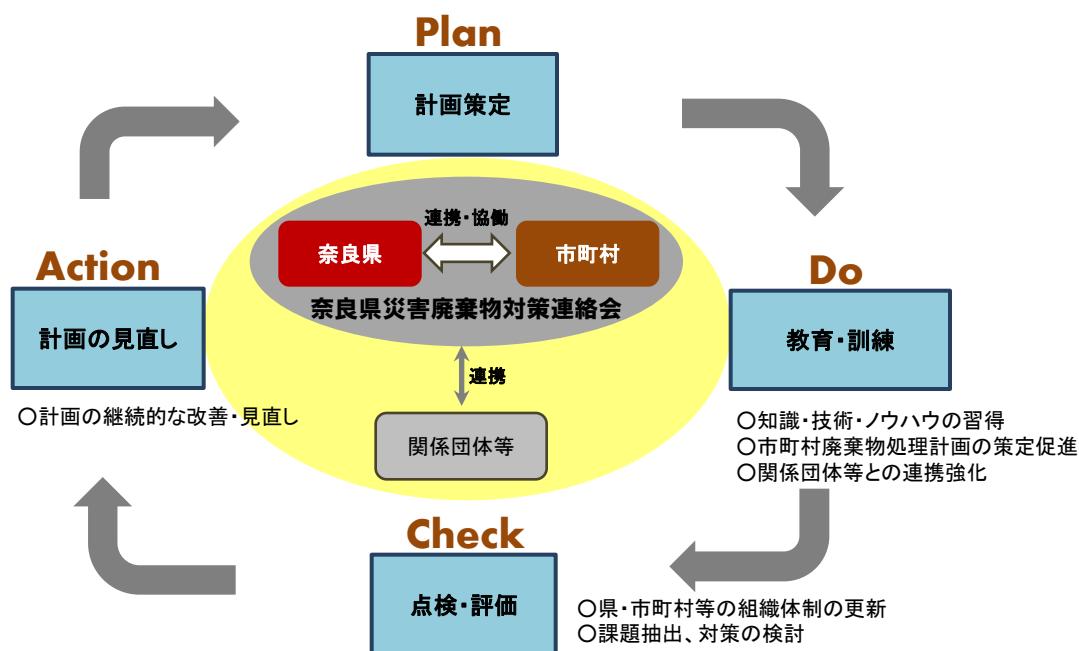 Plan
計画策定
連携・協働
奈良県
市町村
奈良県災害廃棄物対策連絡会
連携
関係団体等
Do
教育・訓練
〇知識・技術・ノウハウの習得
〇市町村廃棄物処理計画の策定促進
〇関係団体等との連携強化
Check
点検・評価
〇県・市町村等の組織体制の更新
〇課題抽出、対策の検討
Action
計画の見直し
〇計画の継続的な改善・見直し